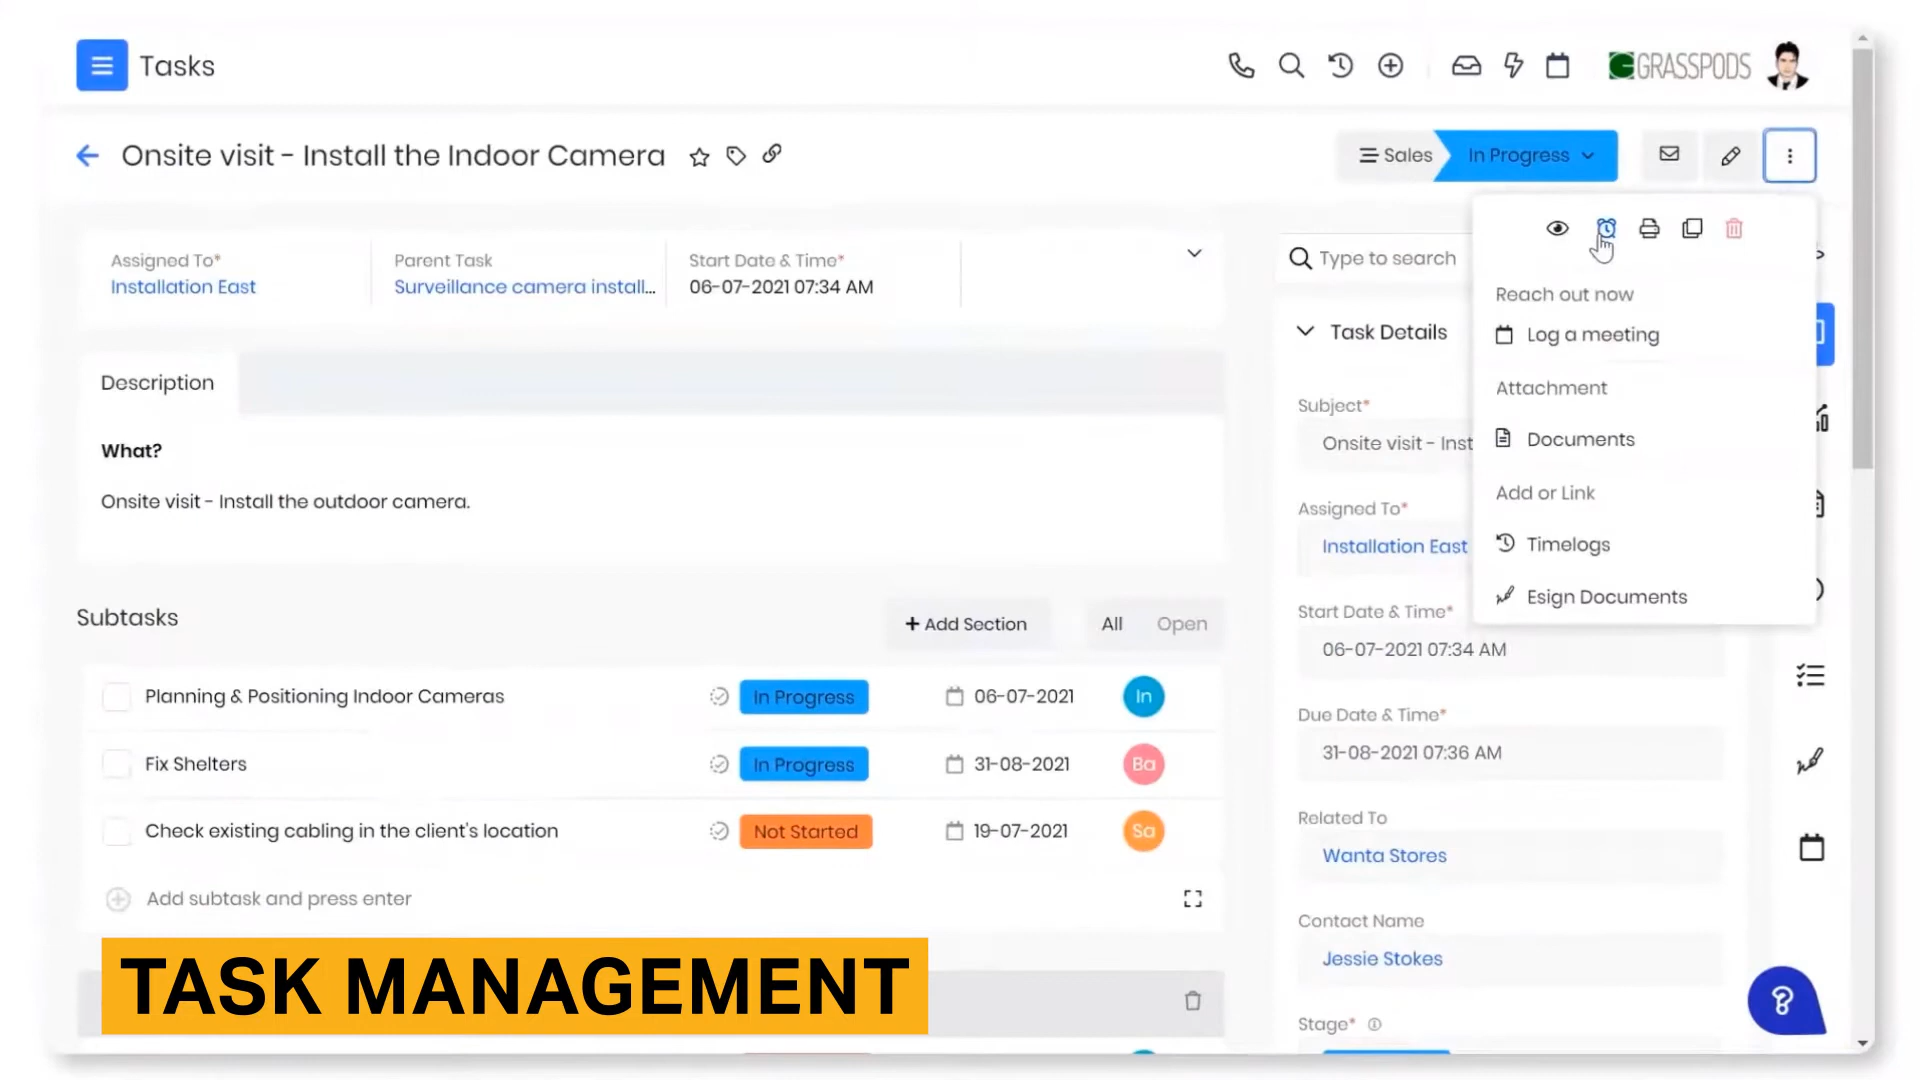 Tasks
GRASSPODS
Onsite visit - Install the Indoor Camera
Sales
In Progress
Assigned To*
Installation East
Parent Task
Surveillance camera install...
Start Date & Time*
06-07-2021 07:34 AM
Type to search
Reach out now
Log a meeting
Attachment
Documents
Add or Link
Timelogs
Esign Documents
Description
What?
Onsite visit - Install the outdoor camera.
Task Details
Subject*
Onsite visit - Inst
Assigned To*
Installation East
Start Date & Time*
06-07-2021 07:34 AM
Due Date & Time*
31-08-2021 07:36 AM
Related To
Wanta Stores
Contact Name
Jessie Stokes
Stage*
Subtasks
+ Add Section
All
Open
Planning & Positioning Indoor Cameras
In Progress
06-07-2021
In
Fix Shelters
In Progress
31-08-2021
Ba
Check existing cabling in the client's location
Not Started
19-07-2021
Sa
Add subtask and press enter
TASK MANAGEMENT
?